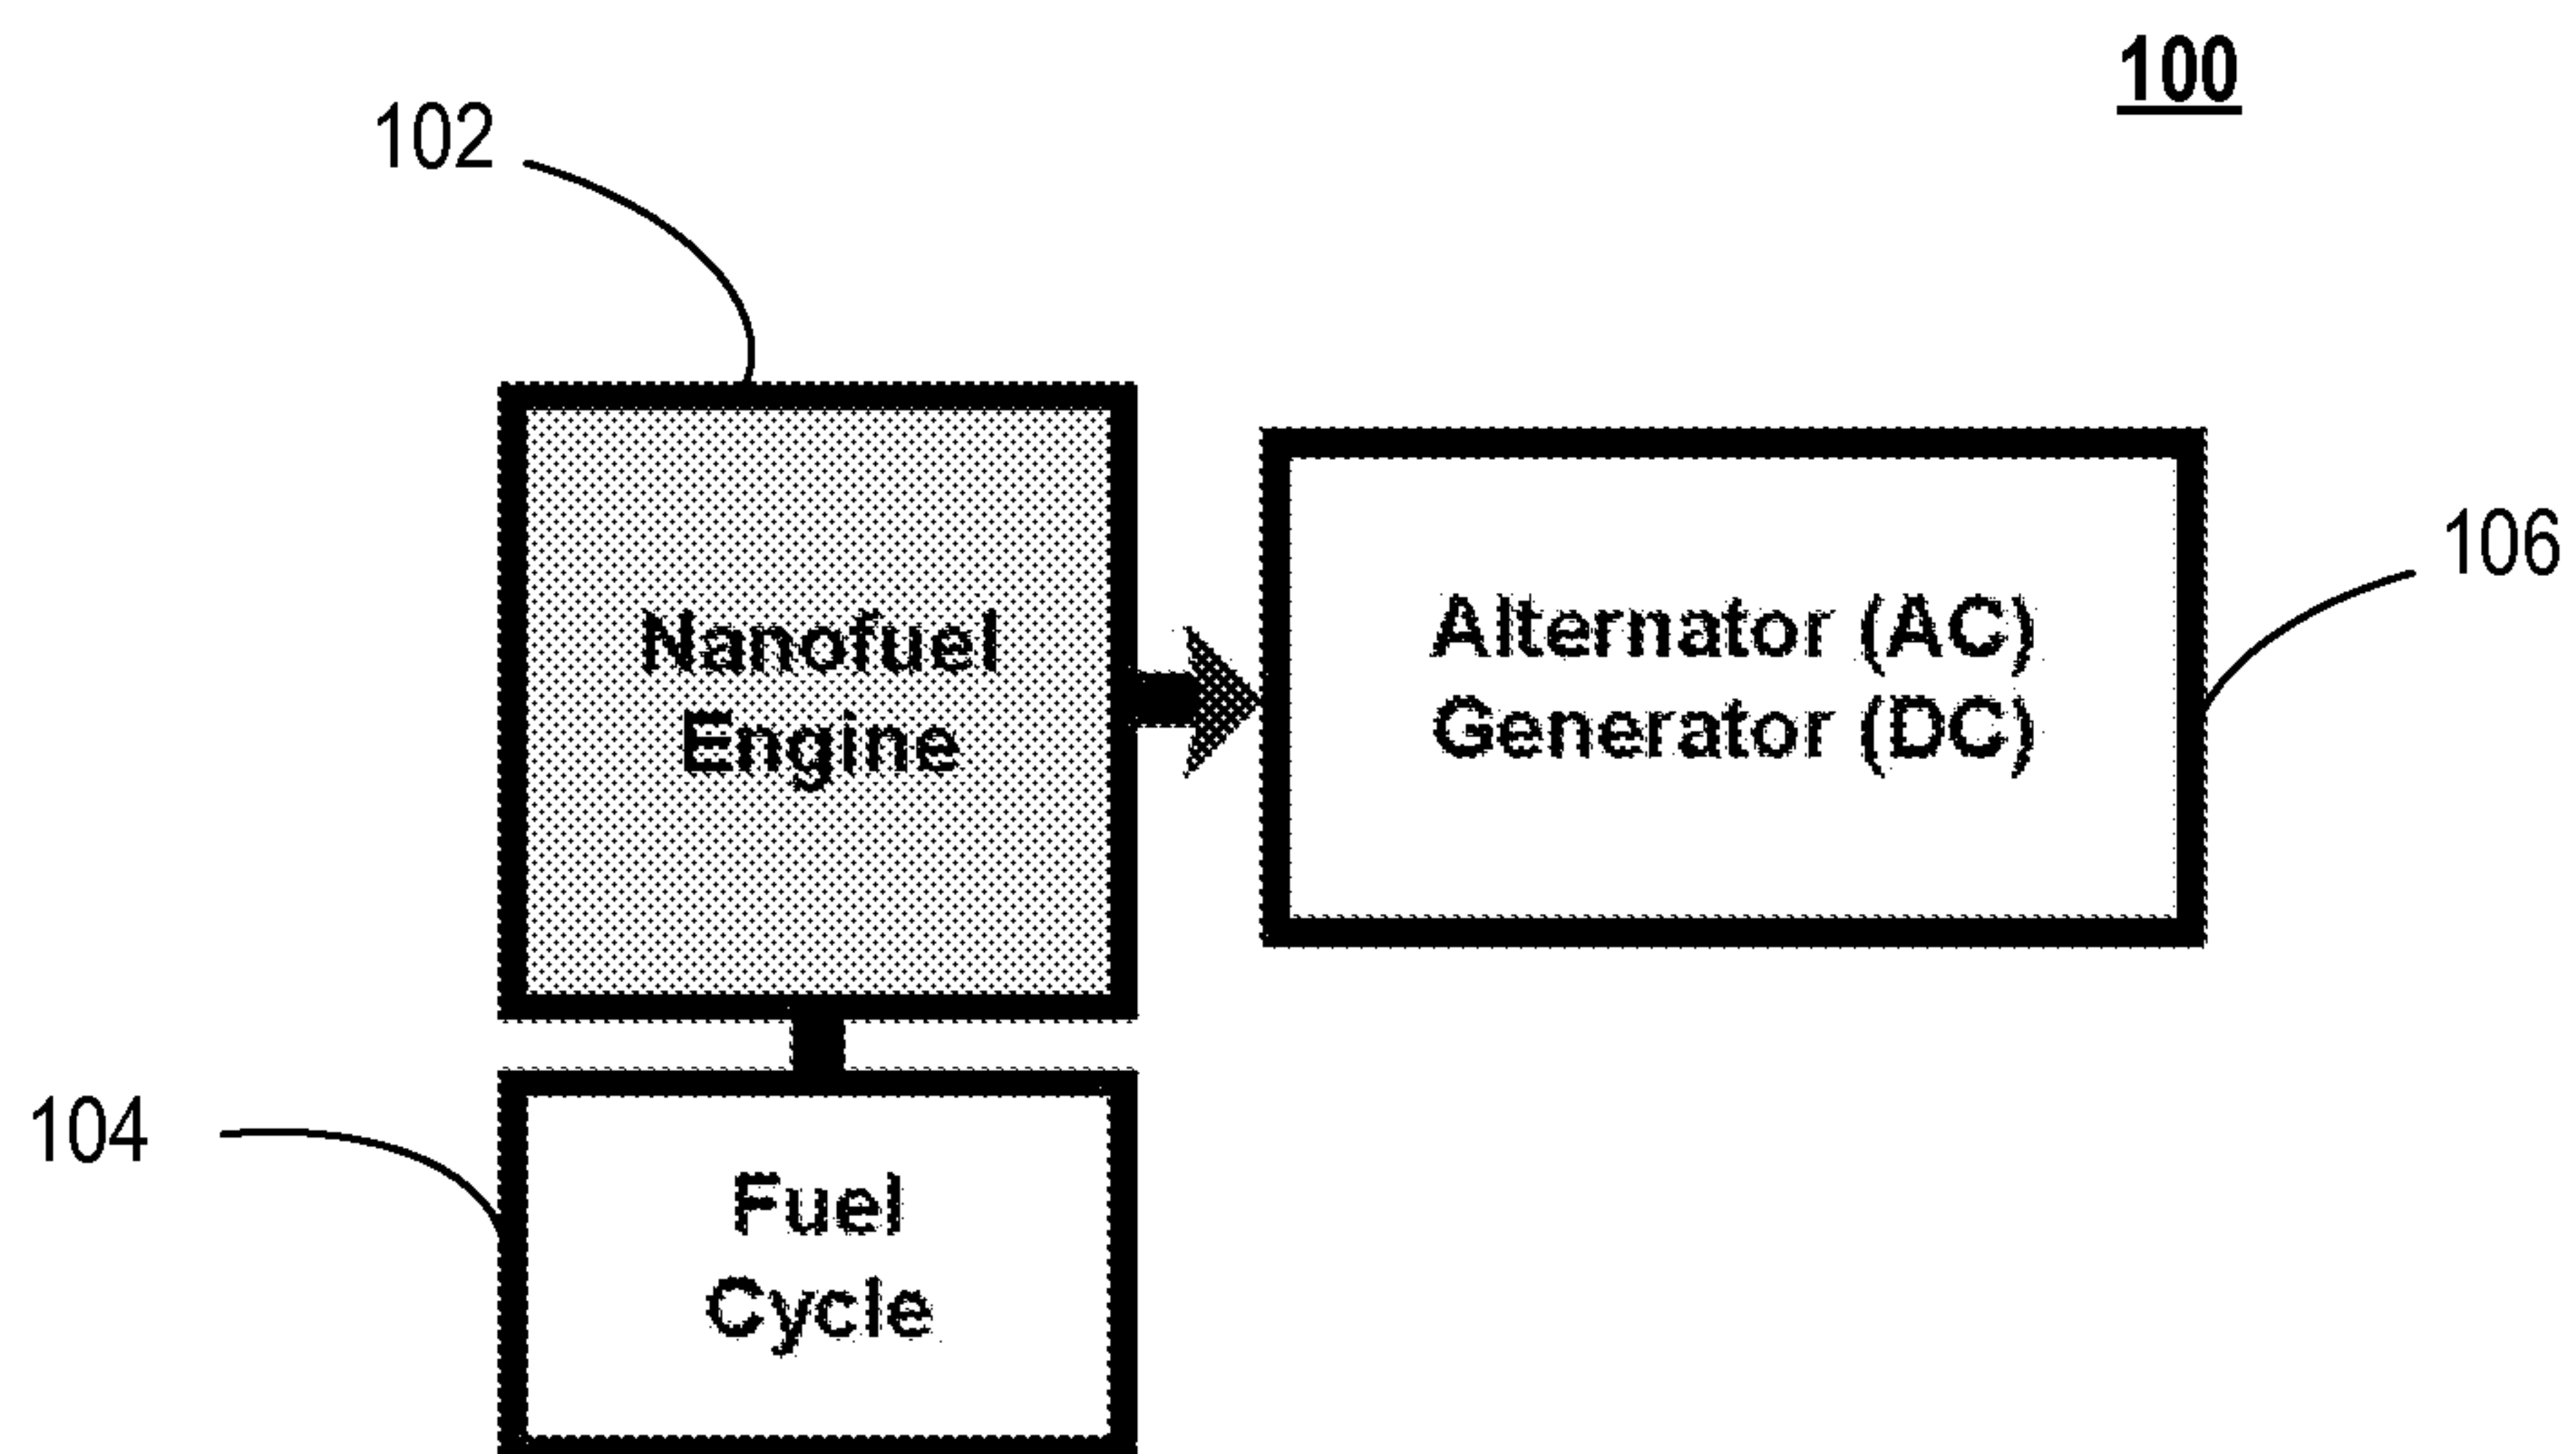 100
102
Nanofuel
Engine
Alternator (AC)
Generator (DC)
106
104
Fuel
Cycle